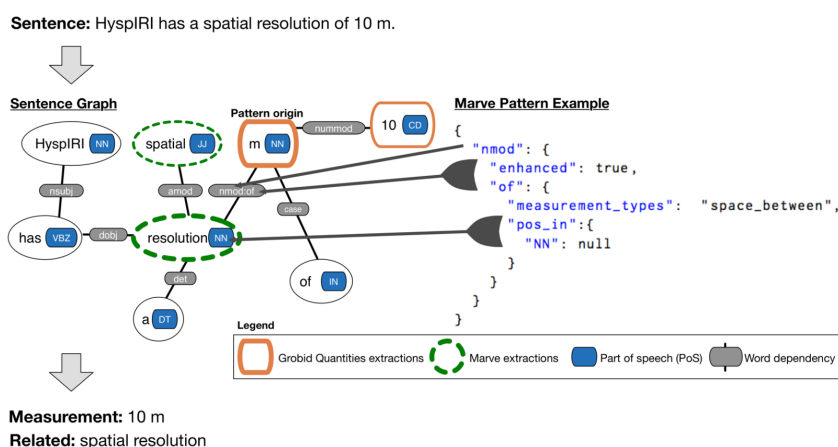 Sentence: HyspIRI has a spatial resolution of 10 m.
Sentence Graph
Pattern origin
Marve Pattern Example
HyspIRI NN
spatial JJ
m NN
nummod
10 CD
nsubj
amod
nmod:of
case
has VBZ
dobj
resolution NN
det
of IN
a DT
{
"nmod": {
"enhanced": true,
"of": {
"measurement_types": "space_between",
"pos_in":{
"NN": null
}
}
}
}
Legend
Grobid Quantities extractions
Marve extractions
Part of speech (PoS)
Word dependency
Measurement: 10 m
Related: spatial resolution